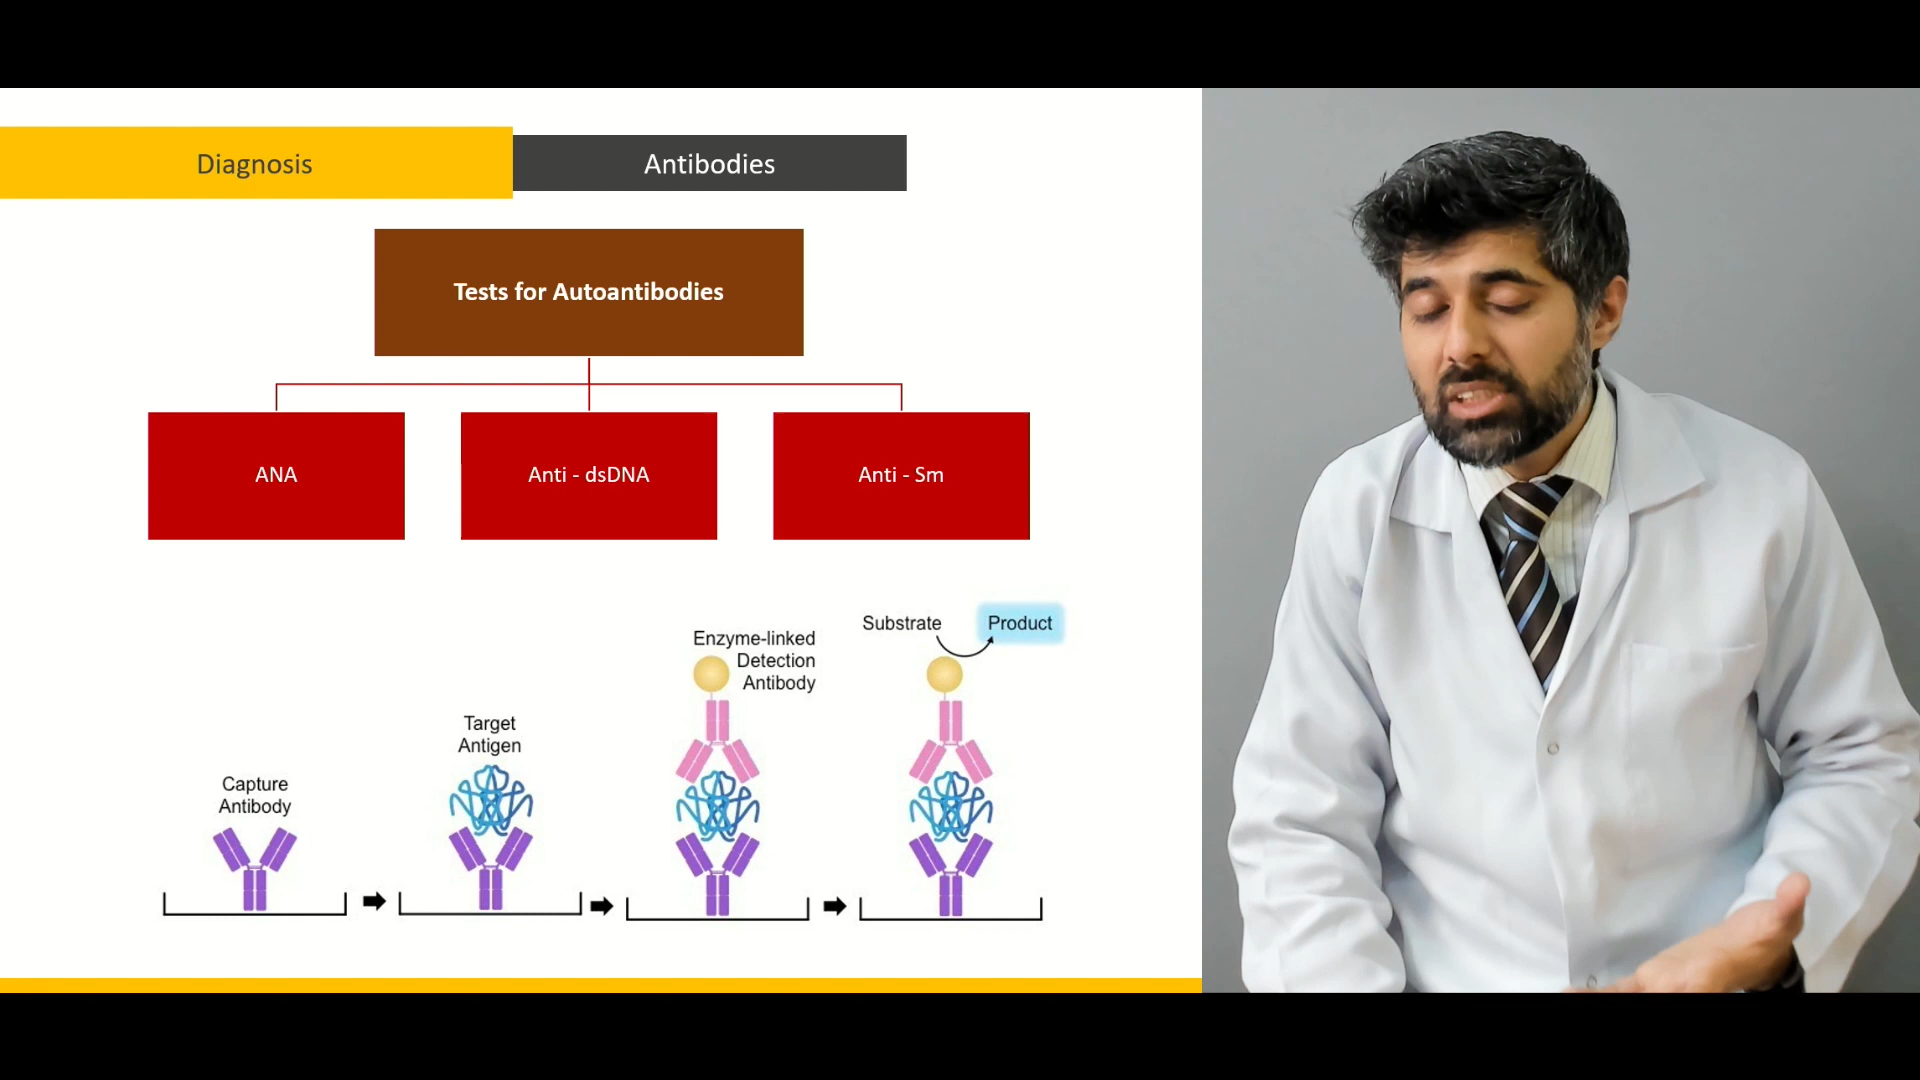 Diagnosis
Antibodies
Tests for Autoantibodies
ANA
Anti - dsDNA
Anti - Sm
Capture
Antibody
Target
Antigen
Enzyme-linked
Detection
Antibody
Substrate
Product